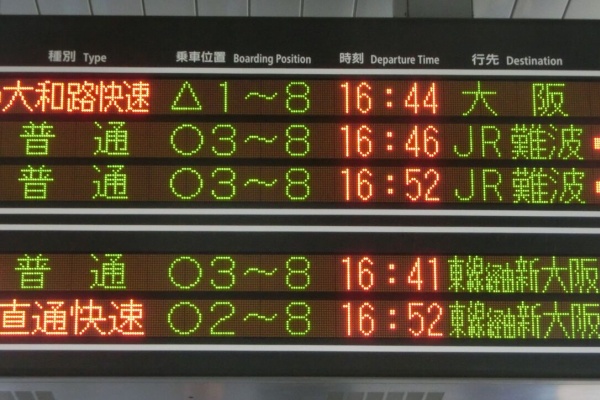 種別 Type 乗車位置 Boarding Position 時刻 Departure Time 行先 Destination
大和路快速 △1～8 16:44 大阪
普通 ○3～8 16:46 JR難波
普通 ○3～8 16:52 JR難波
普通 ○3～8 16:41 東線経由新大阪
直通快速 ○2～8 16:52 東線経由新大阪